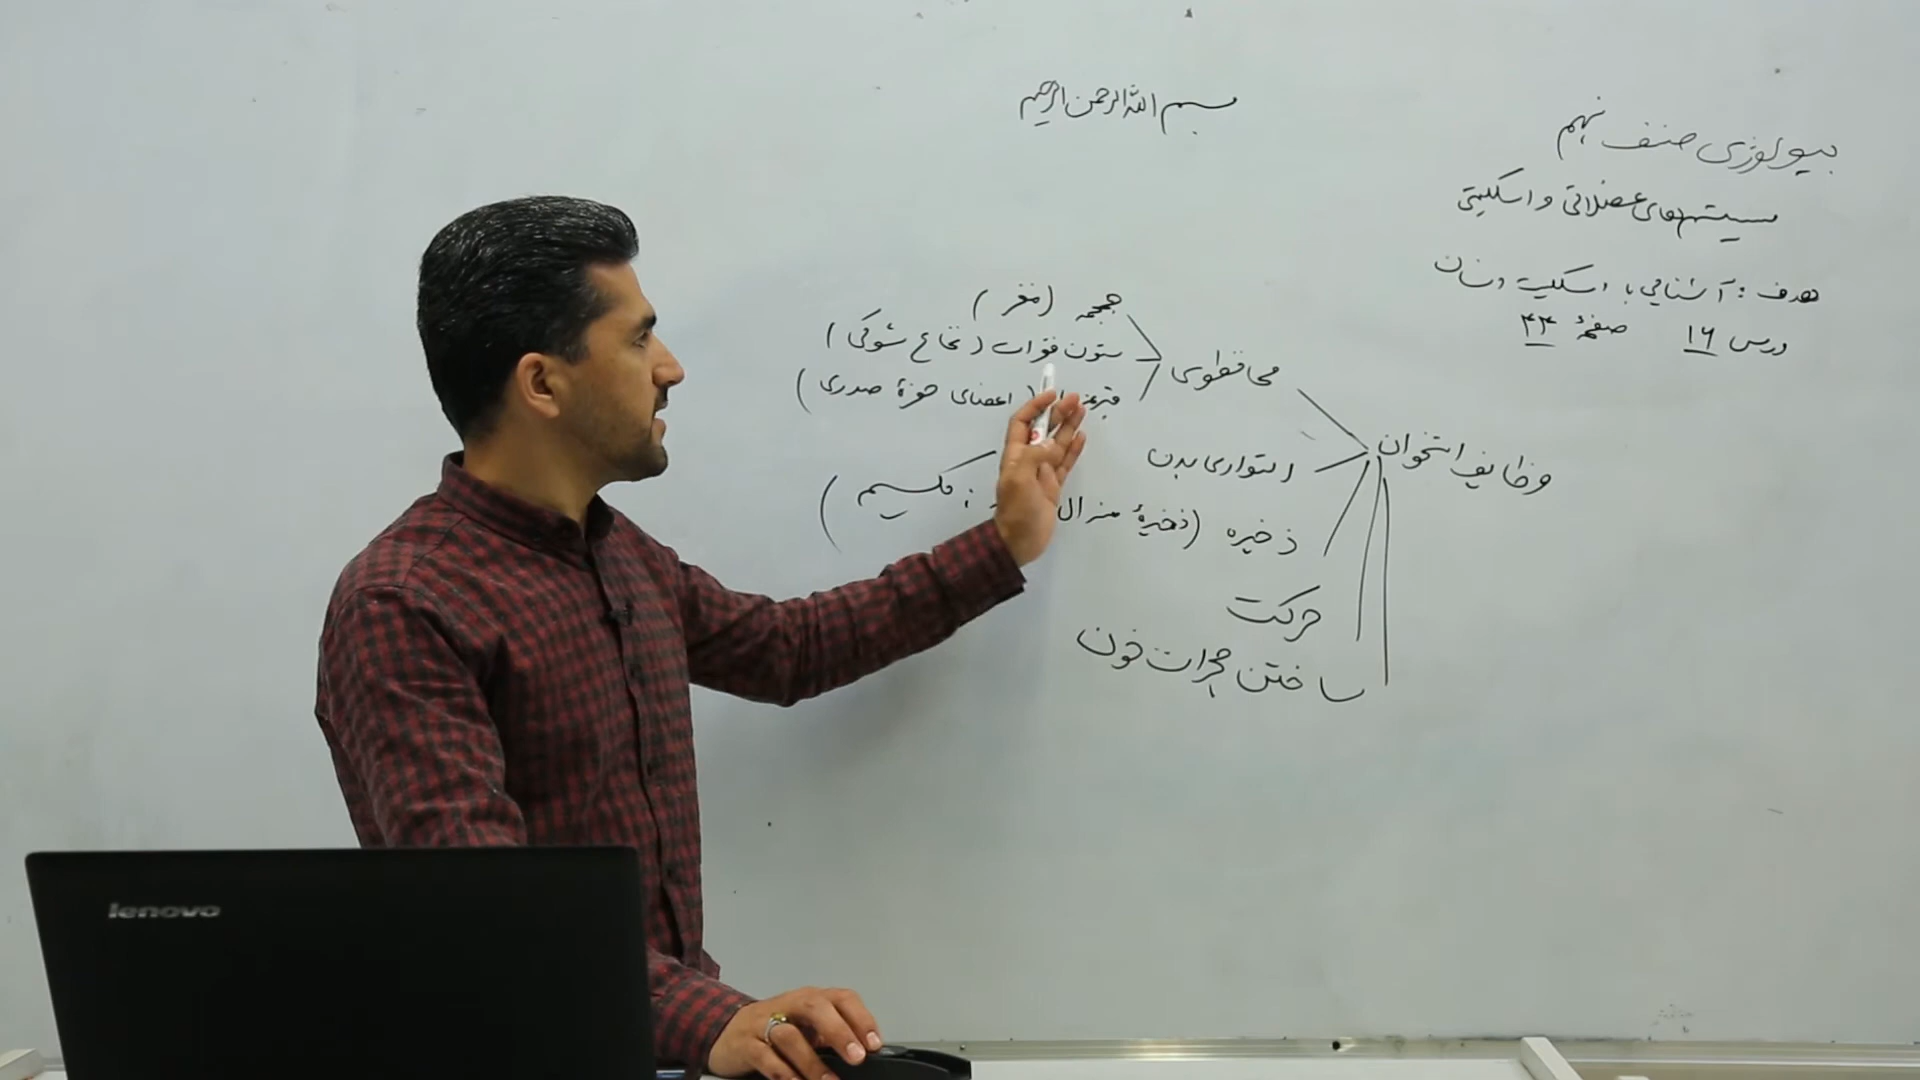 بسم الله الرحمن الرحیم
بیولوژی صنف نهم
سیستم‌های عضلاتی و اسکلیتی
هدف: آشنایی با اسکلیت انسان
درس ۱۶ صفحهٔ ۴۴
وظایف استخوان
محافظوی
جمجمه (مغز)
ستون فقرات (نخاع شوکی)
(اعضای حوزهٔ صدری)
استواری بدن
ذخیره (ذخیرهٔ منرال : کلسیم)
حرکت
ساختن حجرات خون
lenovo